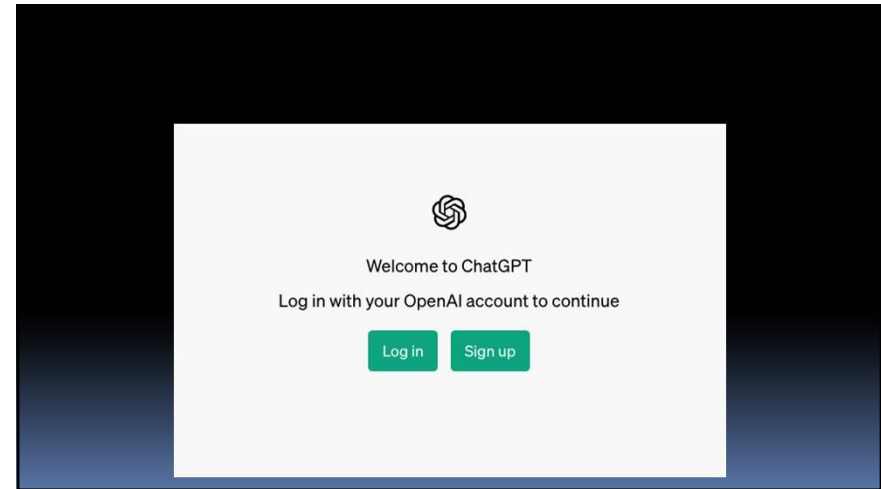 Welcome to ChatGPT
Log in with your OpenAI account to continue
Log in
Sign up